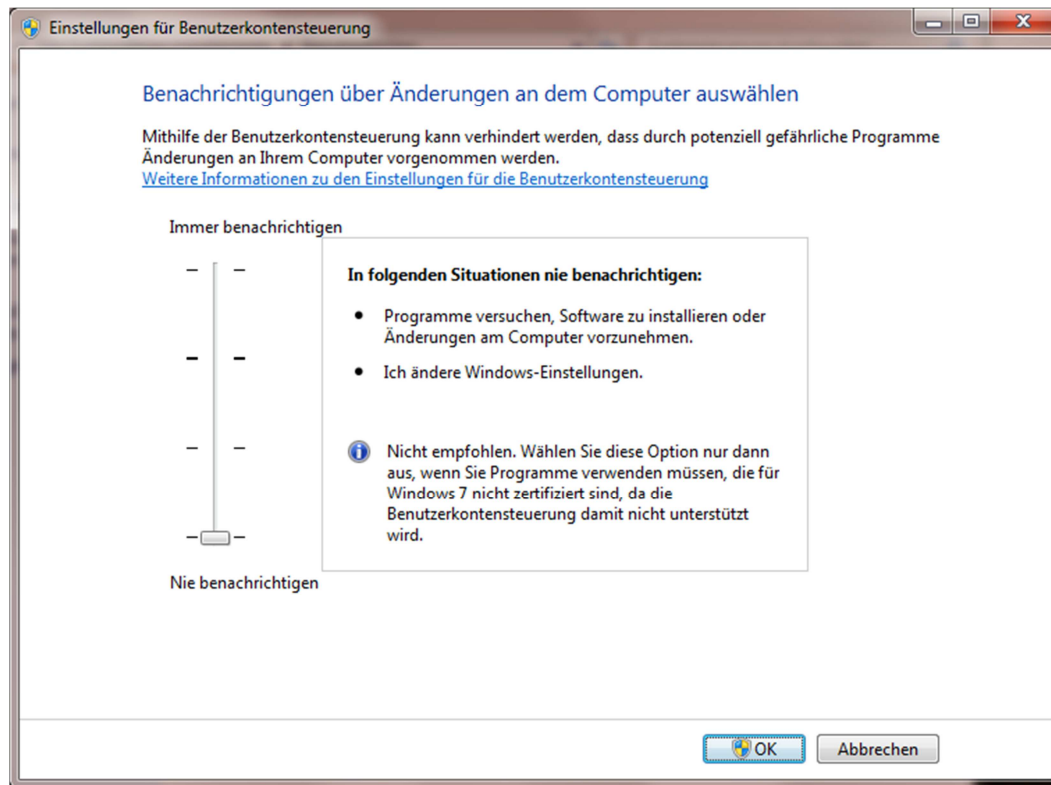 Einstellungen für Benutzerkontensteuerung
Benachrichtigungen über Änderungen an dem Computer auswählen
Mithilfe der Benutzerkontensteuerung kann verhindert werden, dass durch potenziell gefährliche Programme
Änderungen an Ihrem Computer vorgenommen werden.
Weitere Informationen zu den Einstellungen für die Benutzerkontensteuerung
Immer benachrichtigen
In folgenden Situationen nie benachrichtigen:
• Programme versuchen, Software zu installieren oder
Änderungen am Computer vorzunehmen.
• Ich ändere Windows-Einstellungen.
Nicht empfohlen. Wählen Sie diese Option nur dann
aus, wenn Sie Programme verwenden müssen, die für
Windows 7 nicht zertifiziert sind, da die
Benutzerkontensteuerung damit nicht unterstützt
wird.
Nie benachrichtigen
OK
Abbrechen